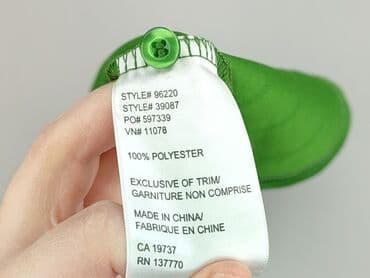 STYLE# 96220
STYLE# 39087
PO# 597339
VN# 11078
100% POLYESTER
EXCLUSIVE OF TRIM/
GARNITURE NON COMPRISE
MADE IN CHINA/
FABRIQUE EN CHINE
CA 19737
RN 137770